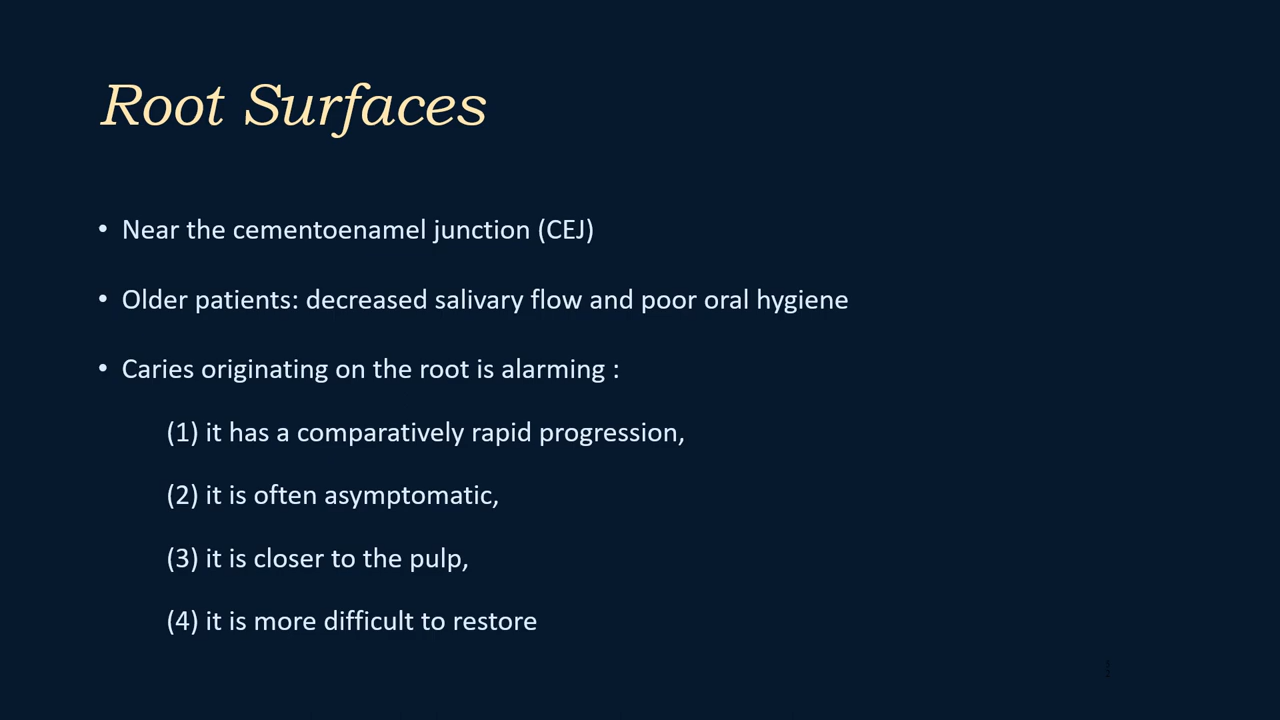 Root Surfaces
• Near the cementoenamel junction (CEJ)
• Older patients: decreased salivary flow and poor oral hygiene
• Caries originating on the root is alarming :
(1) it has a comparatively rapid progression,
(2) it is often asymptomatic,
(3) it is closer to the pulp,
(4) it is more difficult to restore